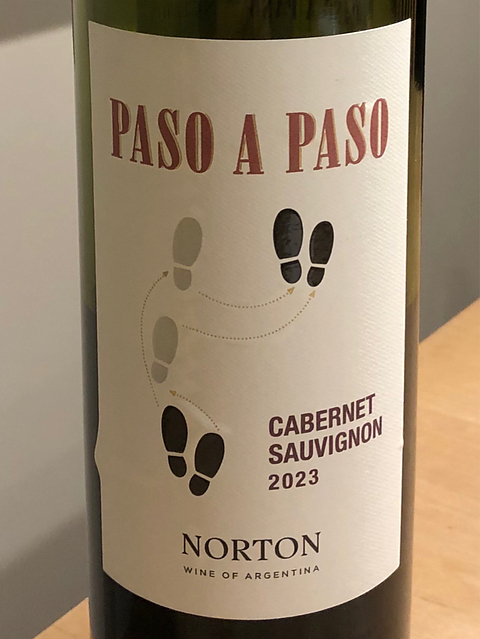 PASO A PASO
CABERNET
SAUVIGNON
2023
NORTON
WINE OF ARGENTINA